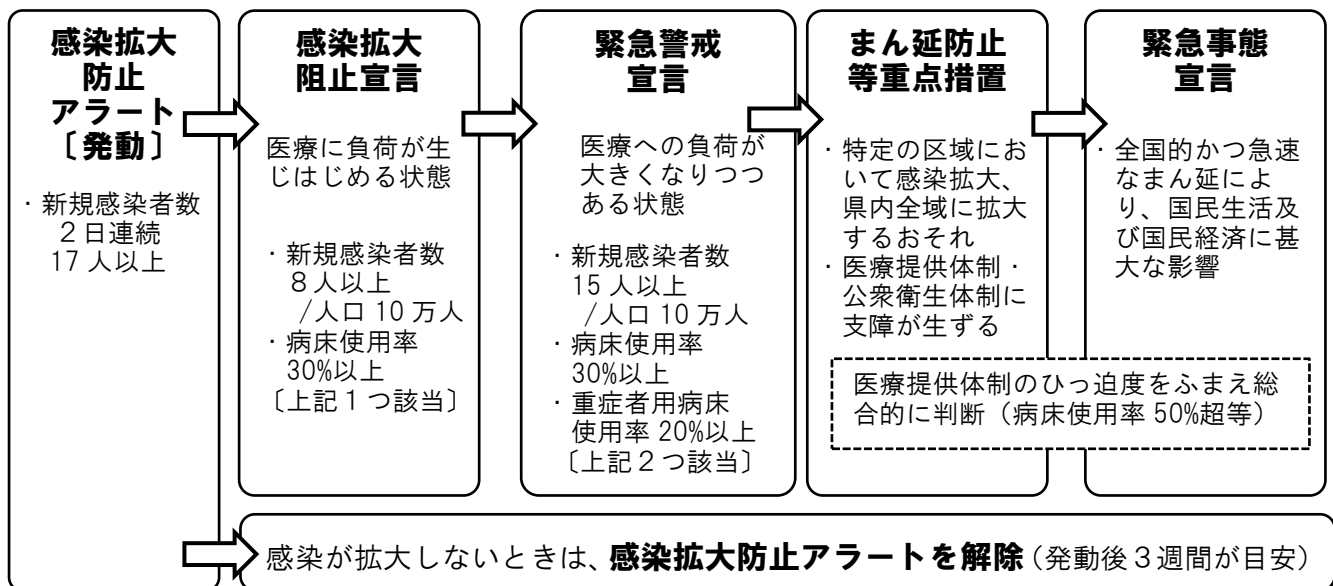 感染拡大
防止
アラート
〔発動〕
・新規感染者数
２日連続
17 人以上
感染拡大
阻止宣言
医療に負荷が生
じはじめる状態
・新規感染者数
８人以上
/人口 10 万人
・病床使用率
30%以上
〔上記１つ該当〕
緊急警戒
宣言
医療への負荷が
大きくなりつつ
ある状態
・新規感染者数
15 人以上
/人口 10 万人
・病床使用率
30%以上
・重症者用病床
使用率 20%以上
〔上記２つ該当〕
まん延防止
等重点措置
・特定の区域にお
いて感染拡大、
県内全域に拡大
するおそれ
・医療提供体制・
公衆衛生体制に
支障が生ずる
緊急事態
宣言
・全国的かつ急速
なまん延によ
り、国民生活及
び国民経済に甚
大な影響
医療提供体制のひっ迫度をふまえ総
合的に判断（病床使用率 50%超等）
感染が拡大しないときは、感染拡大防止アラートを解除（発動後３週間が目安）